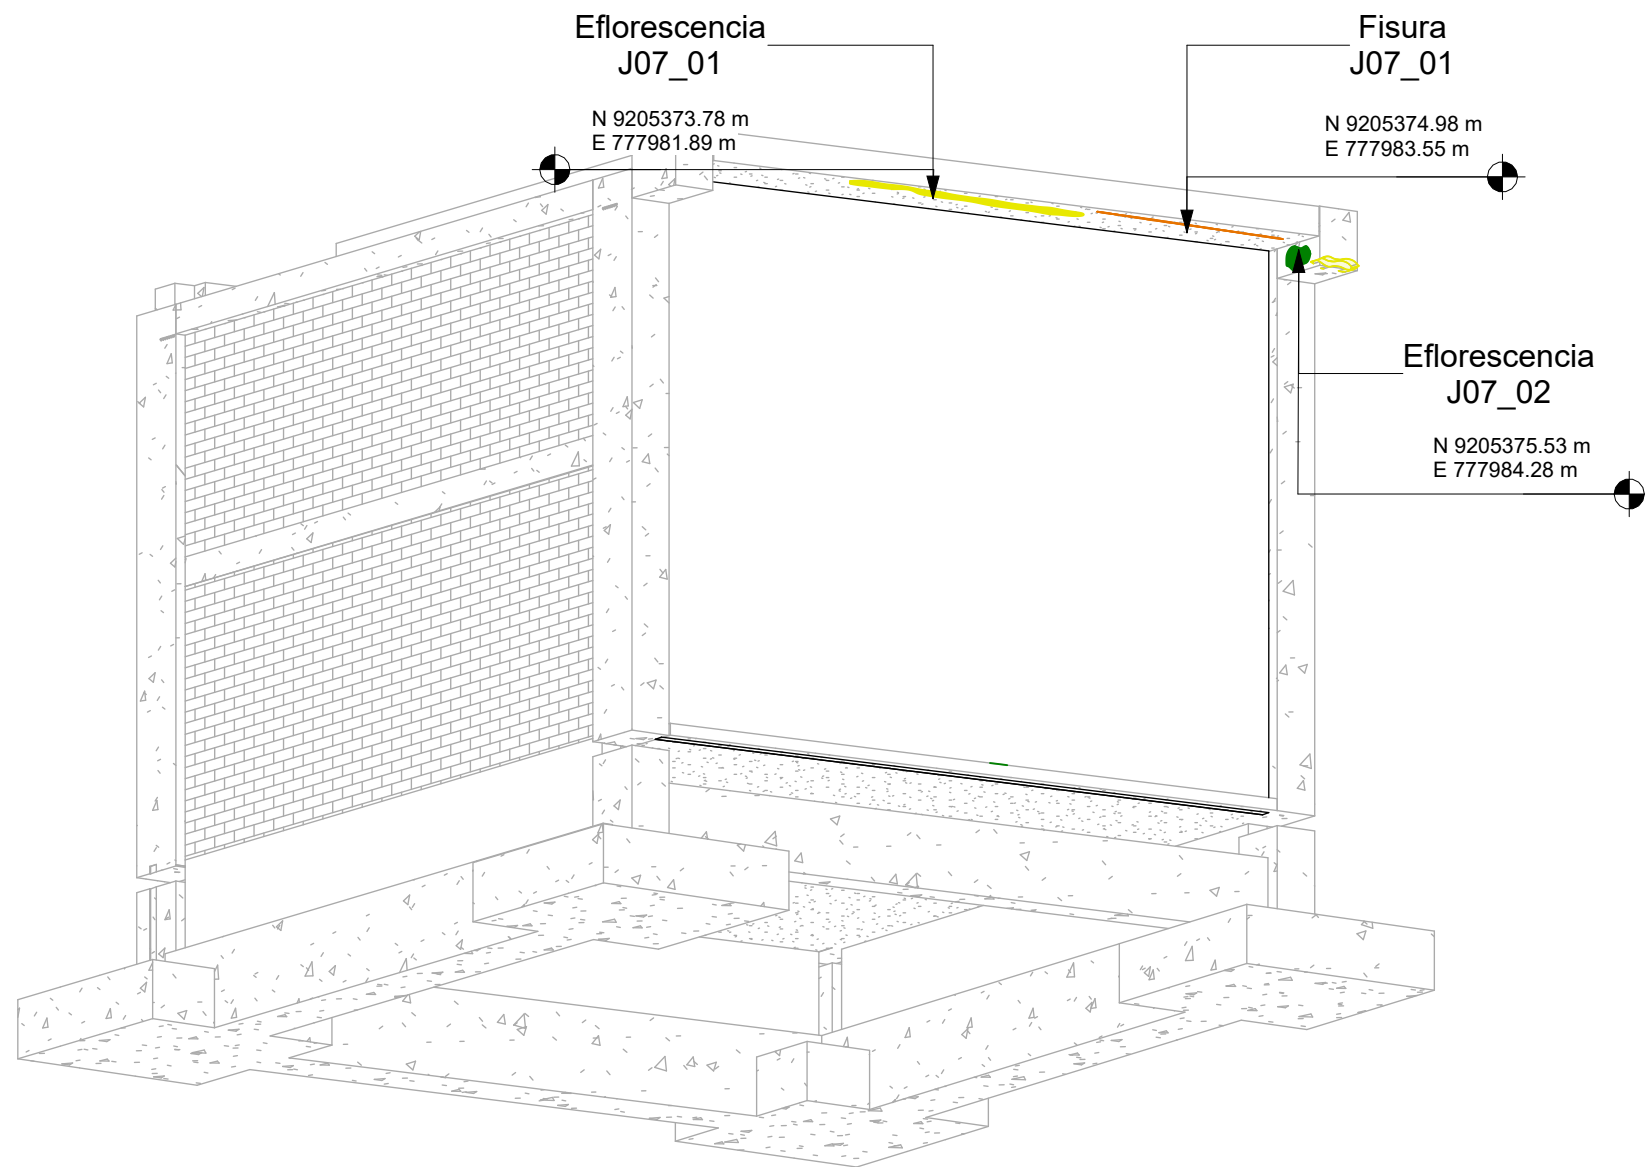 Eflorescencia
J07_01
N 9205373.78 m
E 777981.89 m
Fisura
J07_01
N 9205374.98 m
E 777983.55 m
Eflorescencia
J07_02
N 9205375.53 m
E 777984.28 m